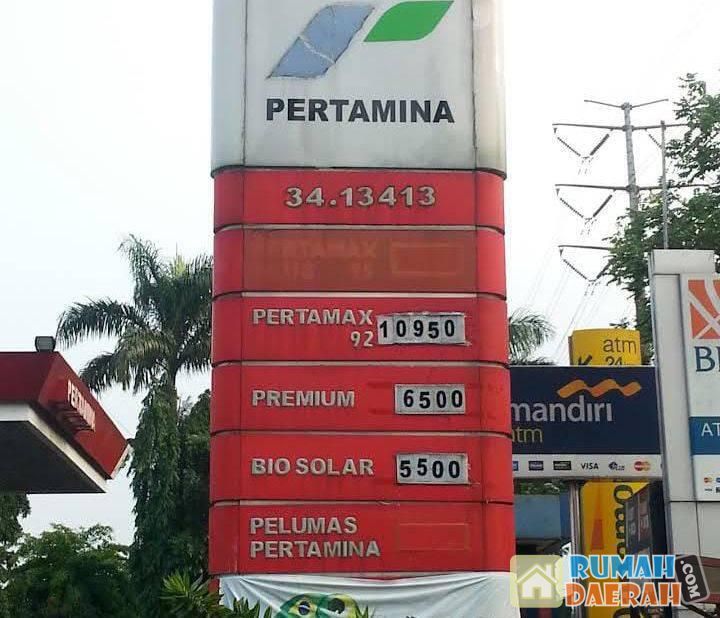 PERTAMINA
34.13413
PERTAMAX
92 10950
PREMIUM 6500
BIO SOLAR 5500
PELUMAS
PERTAMINA
PERTAMINA
atm
mandiri
atm
VISA
AT
RUMAH
DAERAH
.COM